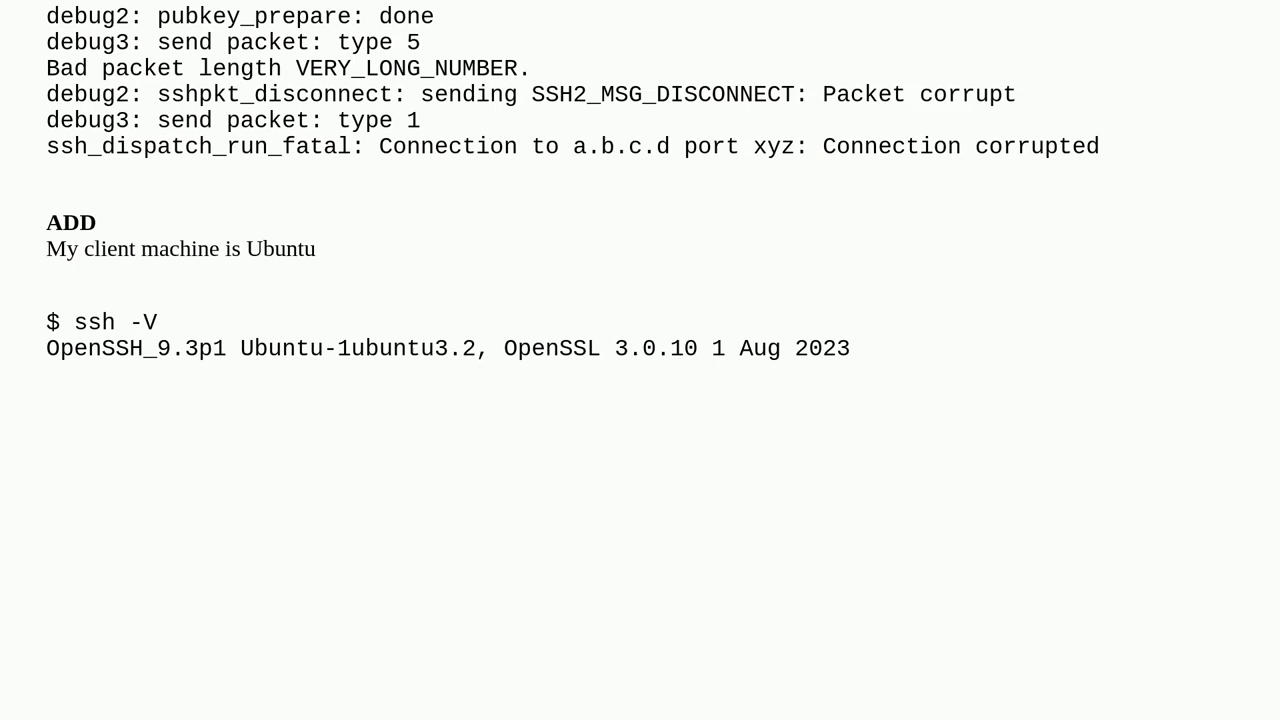 debug2: pubkey_prepare: done
debug3: send packet: type 5
Bad packet length VERY_LONG_NUMBER.
debug2: sshpkt_disconnect: sending SSH2_MSG_DISCONNECT: Packet corrupt
debug3: send packet: type 1
ssh_dispatch_run_fatal: Connection to a.b.c.d port xyz: Connection corrupted
ADD
My client machine is Ubuntu
$ ssh -V
OpenSSH_9.3p1 Ubuntu-1ubuntu3.2, OpenSSL 3.0.10 1 Aug 2023